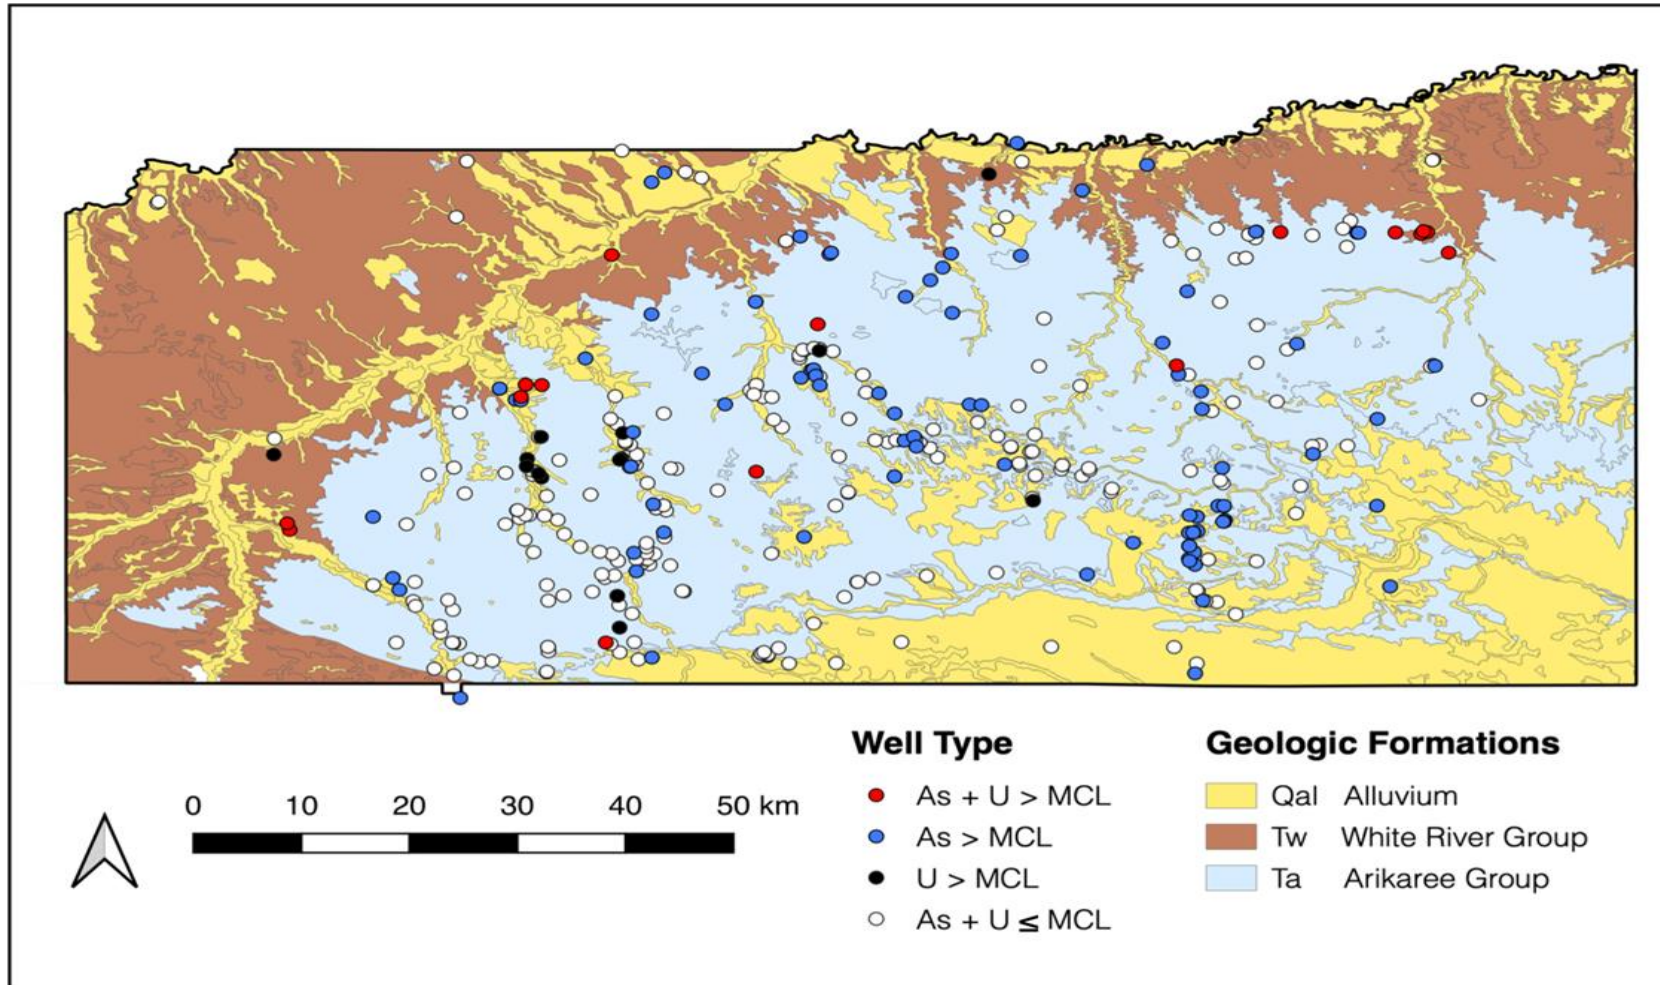 Well Type
As + U > MCL
As > MCL
U > MCL
As + U ≤ MCL
Geologic Formations
Qal Alluvium
Tw White River Group
Ta Arikaree Group
0 10 20 30 40 50 km